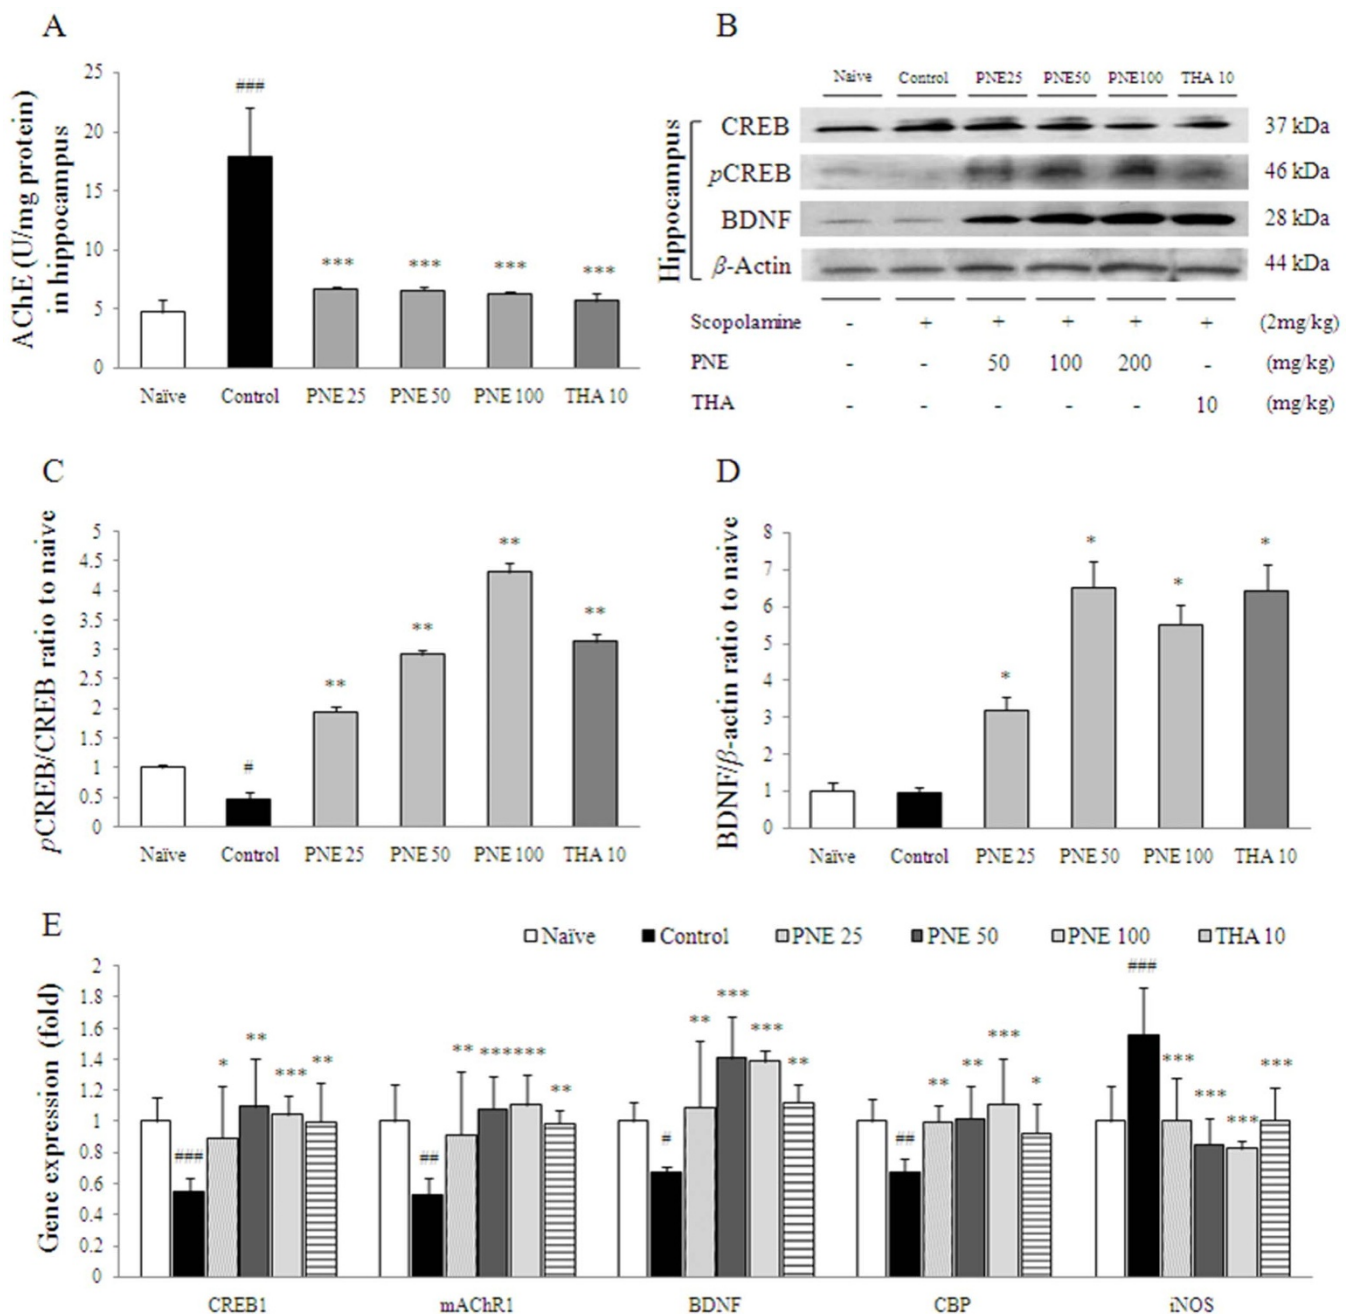 A
AChE (U/mg protein)
in hippocampus
25
20
15
10
5
0
###
***
***
***
***
Naïve Control PNE 25 PNE 50 PNE 100 THA 10
B
Naive Control PNE25 PNE50 PNE100 THA 10
Hippocampus
CREB 37 kDa
pCREB 46 kDa
BDNF 28 kDa
β-Actin 44 kDa
Scopolamine - + + + + + (2mg/kg)
PNE - - 50 100 200 - (mg/kg)
THA - - - - - 10 (mg/kg)
C
pCREB/CREB ratio to naive
5
4.5
4
3.5
3
2.5
2
1.5
1
0.5
0
#
**
**
**
**
Naïve Control PNE 25 PNE 50 PNE 100 THA 10
D
BDNF/β-actin ratio to naive
8
7
6
5
4
3
2
1
0
*
*
*
*
Naïve Control PNE 25 PNE 50 PNE 100 THA 10
E
Naïve Control PNE 25 PNE 50 PNE 100 THA 10
Gene expression (fold)
2
1.8
1.6
1.4
1.2
1
0.8
0.6
0.4
0.2
0
### * ** *** **
## ** *** *** **
# ** *** *** **
## ** ** *** *
### *** *** *** ***
CREB1 mAChR1 BDNF CBP iNOS